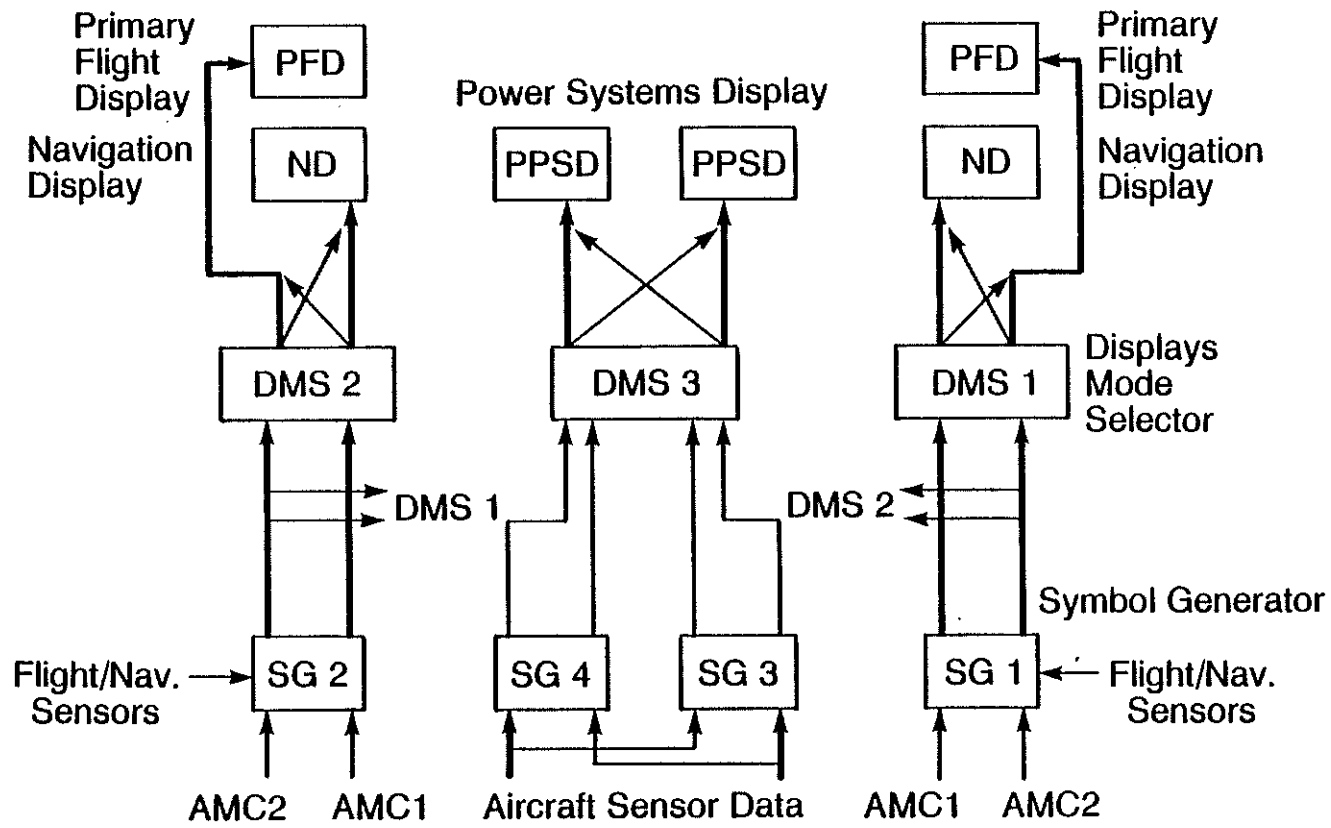 Primary
Flight
Display
PFD
Power Systems Display
PFD
Primary
Flight
Display
Navigation
Display
ND
PPSD
PPSD
ND
Navigation
Display
DMS 2
DMS 3
DMS 1
Displays
Mode
Selector
DMS 1
DMS 2
Symbol Generator
Flight/Nav.
Sensors
SG 2
SG 4
SG 3
SG 1
Flight/Nav.
Sensors
AMC2
AMC1
Aircraft Sensor Data
AMC1
AMC2